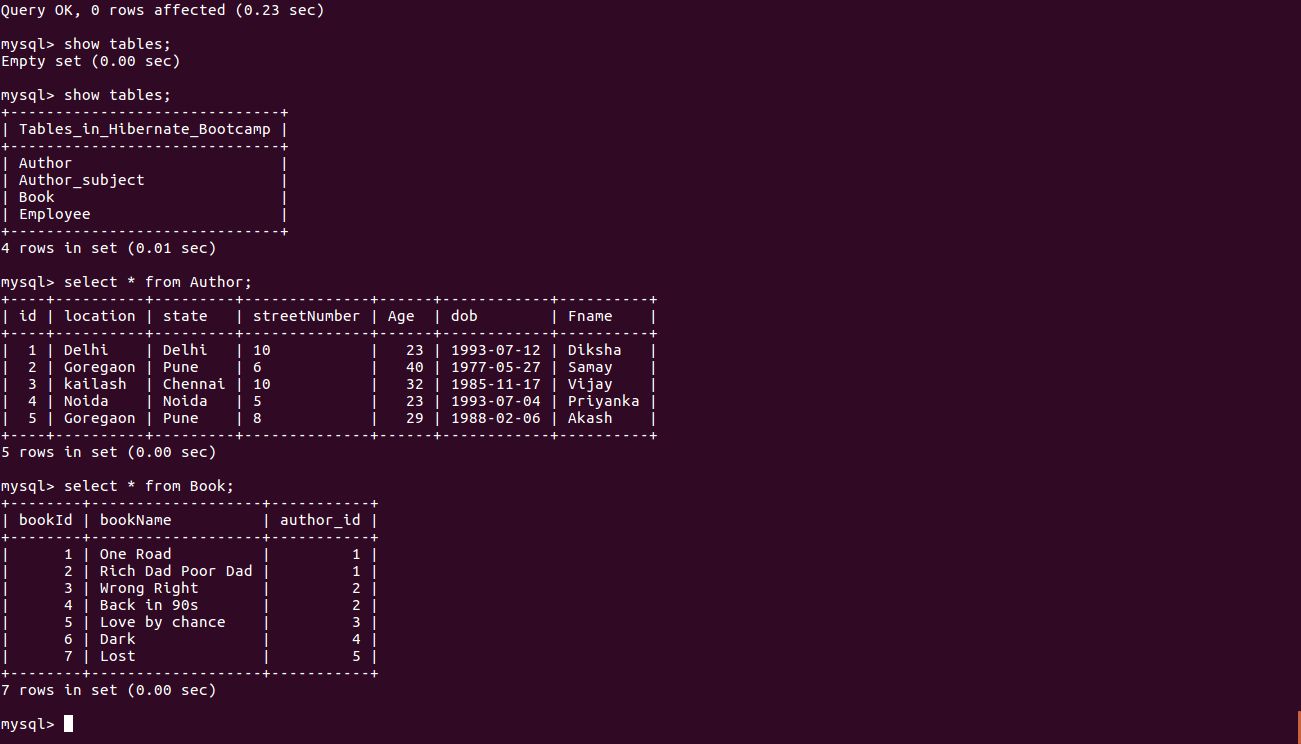 Query OK, 0 rows affected (0.23 sec)
mysql> show tables;
Empty set (0.00 sec)
mysql> show tables;
+------------------------------+
| Tables_in_Hibernate_Bootcamp |
+------------------------------+
| Author                       |
| Author_subject               |
| Book                         |
| Employee                     |
+------------------------------+
4 rows in set (0.01 sec)
mysql> select * from Author;
+----+----------+---------+--------------+------+------------+----------+
| id | location | state   | streetNumber | Age  | dob        | Fname    |
+----+----------+---------+--------------+------+------------+----------+
|  1 | Delhi    | Delhi   | 10           |   23 | 1993-07-12 | Diksha   |
|  2 | Goregaon | Pune    | 6            |   40 | 1977-05-27 | Samay    |
|  3 | kailash  | Chennai | 10           |   32 | 1985-11-17 | Vijay    |
|  4 | Noida    | Noida   | 5            |   23 | 1993-07-04 | Priyanka |
|  5 | Goregaon | Pune    | 8            |   29 | 1988-02-06 | Akash    |
+----+----------+---------+--------------+------+------------+----------+
5 rows in set (0.00 sec)
mysql> select * from Book;
+--------+-------------------+-----------+
| bookId | bookName          | author_id |
+--------+-------------------+-----------+
|      1 | One Road          |         1 |
|      2 | Rich Dad Poor Dad |         1 |
|      3 | Wrong Right       |         2 |
|      4 | Back in 90s       |         2 |
|      5 | Love by chance    |         3 |
|      6 | Dark              |         4 |
|      7 | Lost              |         5 |
+--------+-------------------+-----------+
7 rows in set (0.00 sec)
mysql>